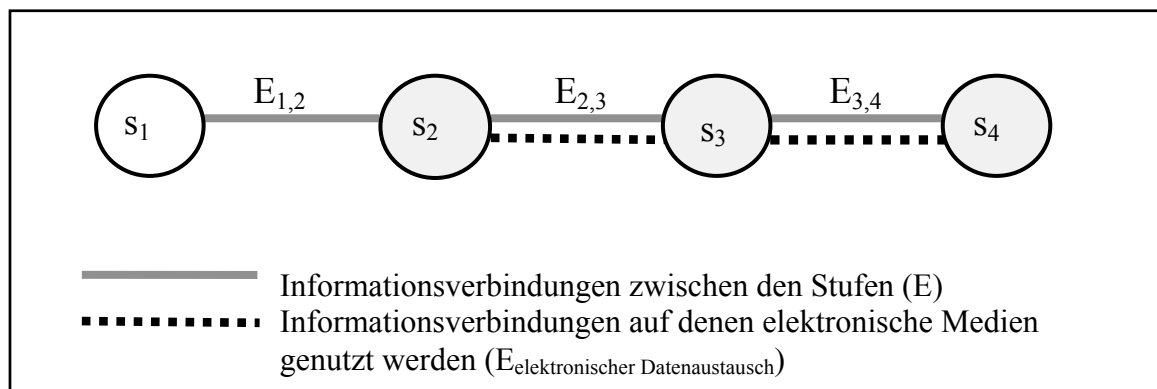 E1,2 E2,3 E3,4
s1 s2 s3 s4
Informationsverbindungen zwischen den Stufen (E)
Informationsverbindungen auf denen elektronische Medien
genutzt werden (Eelektronischer Datenaustausch)